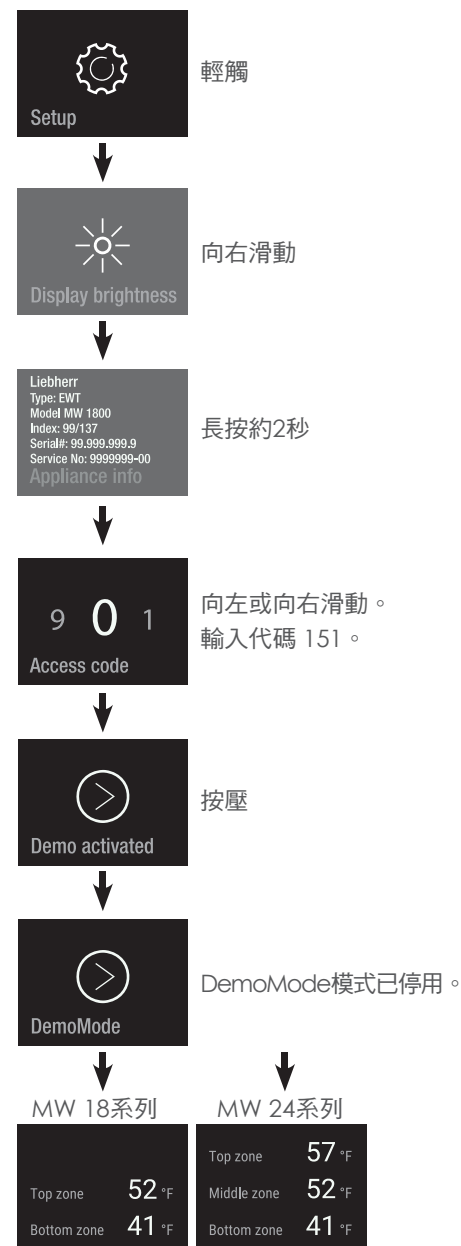 Setup
輕觸
Display brightness
向右滑動
Liebherr
Type: EWT
Model MW 1800
Index: 99/137
Serial#: 99.999.999.9
Service No: 9999999-00
Appliance info
長按約2秒
9 0 1
Access code
向左或向右滑動。
輸入代碼 151。
Demo activated
按壓
DemoMode
DemoMode模式已停用。
MW 18系列
Top zone 52 °F
Bottom zone 41 °F
MW 24系列
Top zone 57 °F
Middle zone 52 °F
Bottom zone 41 °F